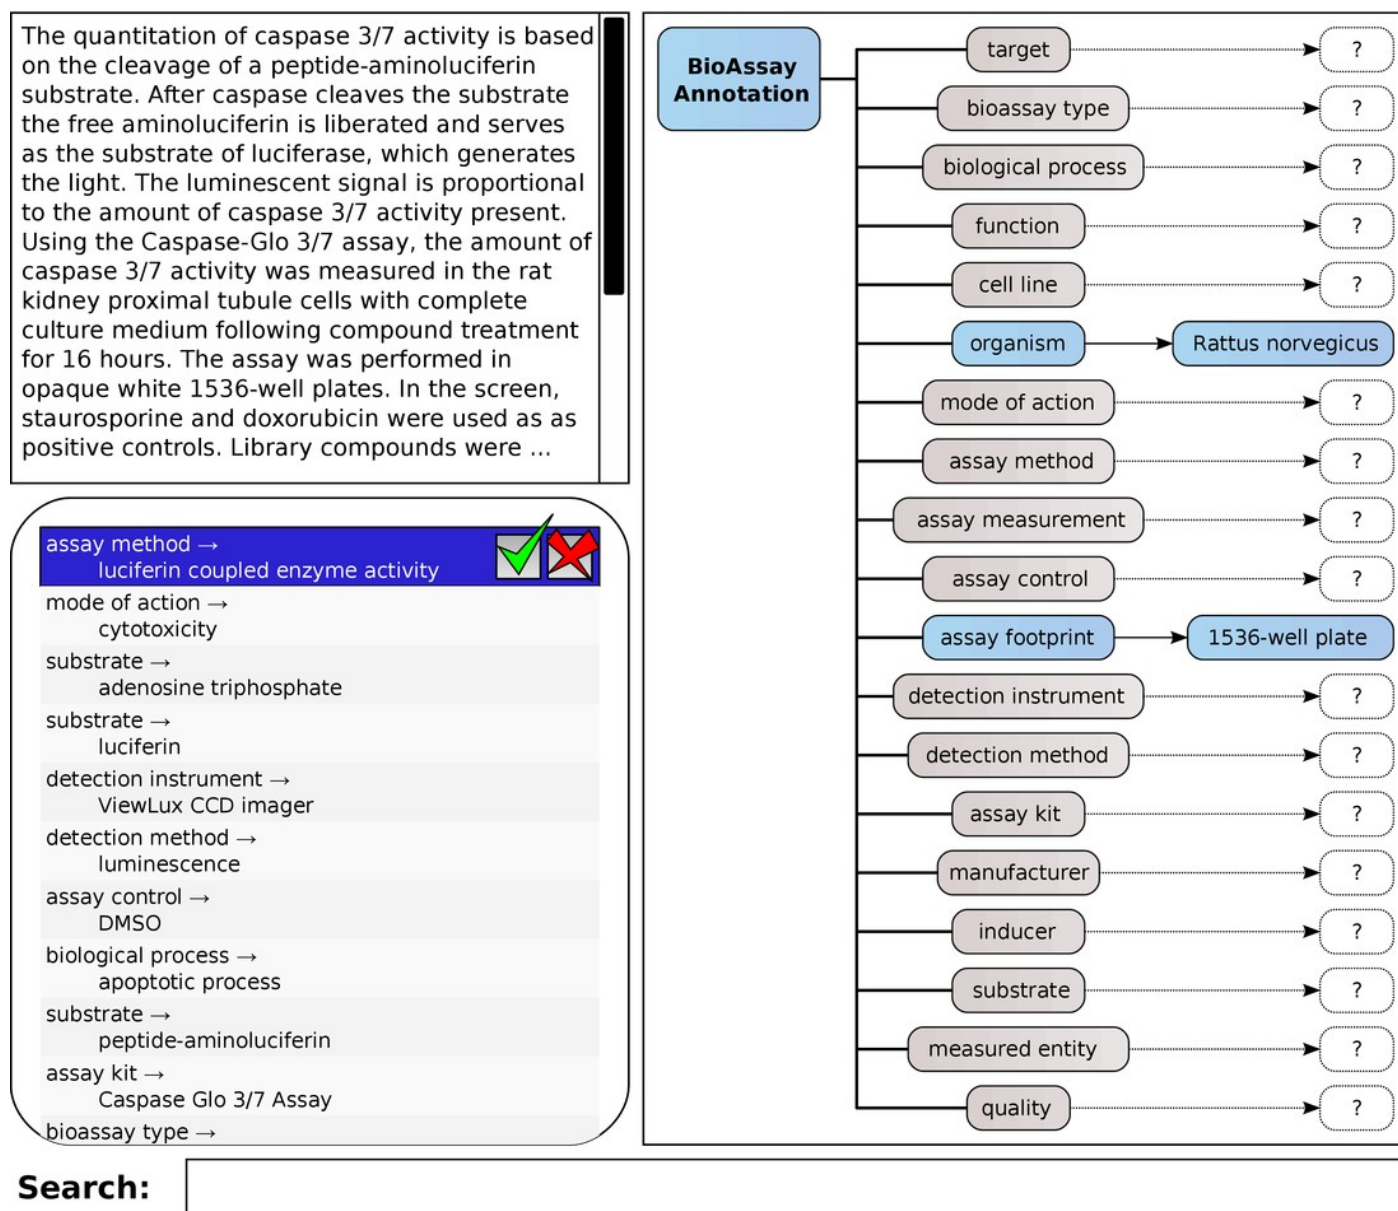 The quantitation of caspase 3/7 activity is based
on the cleavage of a peptide-aminoluciferin
substrate. After caspase cleaves the substrate
the free aminoluciferin is liberated and serves
as the substrate of luciferase, which generates
the light. The luminescent signal is proportional
to the amount of caspase 3/7 activity present.
Using the Caspase-Glo 3/7 assay, the amount of
caspase 3/7 activity was measured in the rat
kidney proximal tubule cells with complete
culture medium following compound treatment
for 16 hours. The assay was performed in
opaque white 1536-well plates. In the screen,
staurosporine and doxorubicin were used as as
positive controls. Library compounds were ...
assay method →
luciferin coupled enzyme activity
mode of action →
cytotoxicity
substrate →
adenosine triphosphate
substrate →
luciferin
detection instrument →
ViewLux CCD imager
detection method →
luminescence
assay control →
DMSO
biological process →
apoptotic process
substrate →
peptide-aminoluciferin
assay kit →
Caspase Glo 3/7 Assay
bioassay type →
BioAssay
Annotation
target ?
bioassay type ?
biological process ?
function ?
cell line ?
organism Rattus norvegicus
mode of action ?
assay method ?
assay measurement ?
assay control ?
assay footprint 1536-well plate
detection instrument ?
detection method ?
assay kit ?
manufacturer ?
inducer ?
substrate ?
measured entity ?
quality ?
Search: